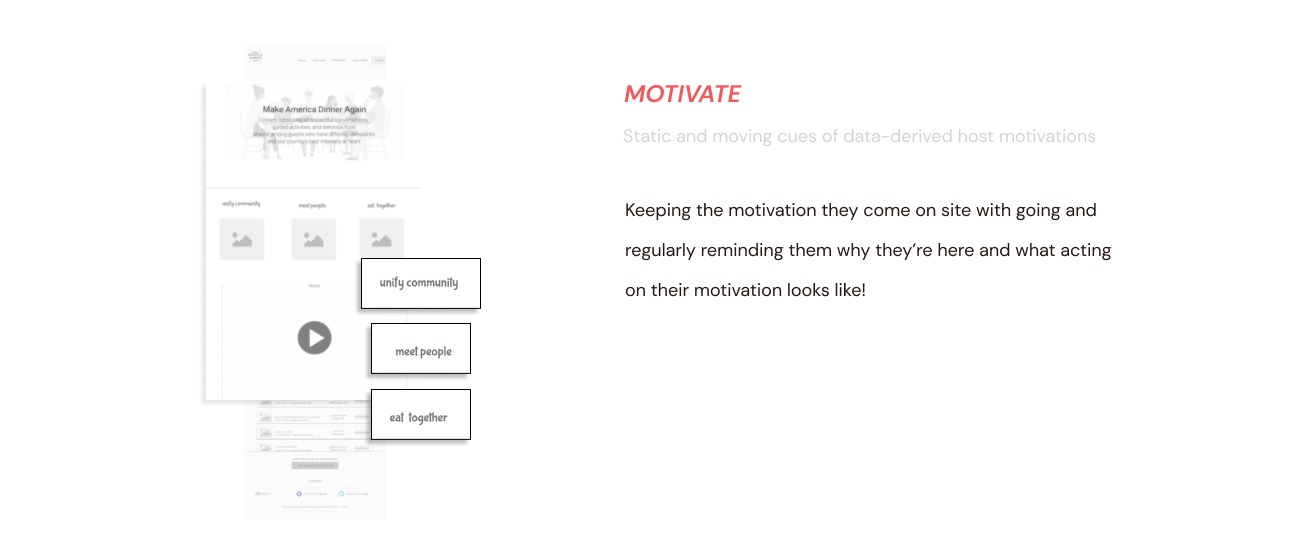 Make America Dinner Again
Dinners consisting of respectful conversations,
guided activities, and delicious food
shared among guests who have differing viewpoints
and our country's best interests at heart.
unify community
meet people
eat together
more
unify community
meet people
eat together
Contact
MOTIVATE
Static and moving cues of data-derived host motivations
Keeping the motivation they come on site with going and
regularly reminding them why they’re here and what acting
on their motivation looks like!